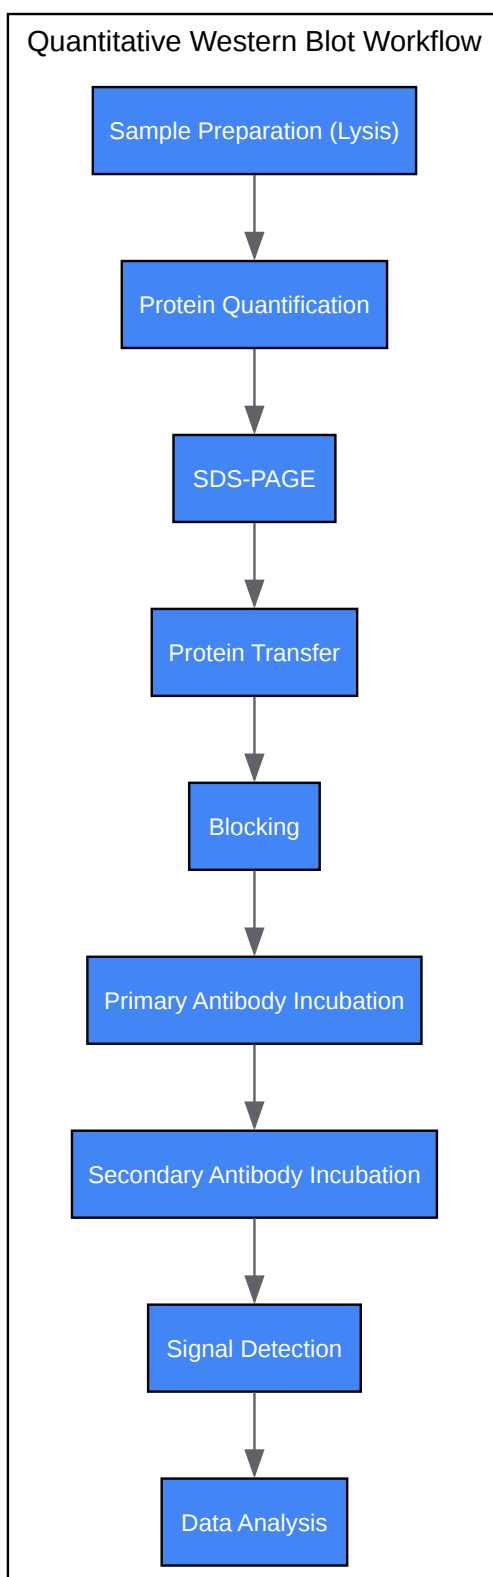 Quantitative Western Blot Workflow
Sample Preparation (Lysis)
Protein Quantification
SDS-PAGE
Protein Transfer
Blocking
Primary Antibody Incubation
Secondary Antibody Incubation
Signal Detection
Data Analysis